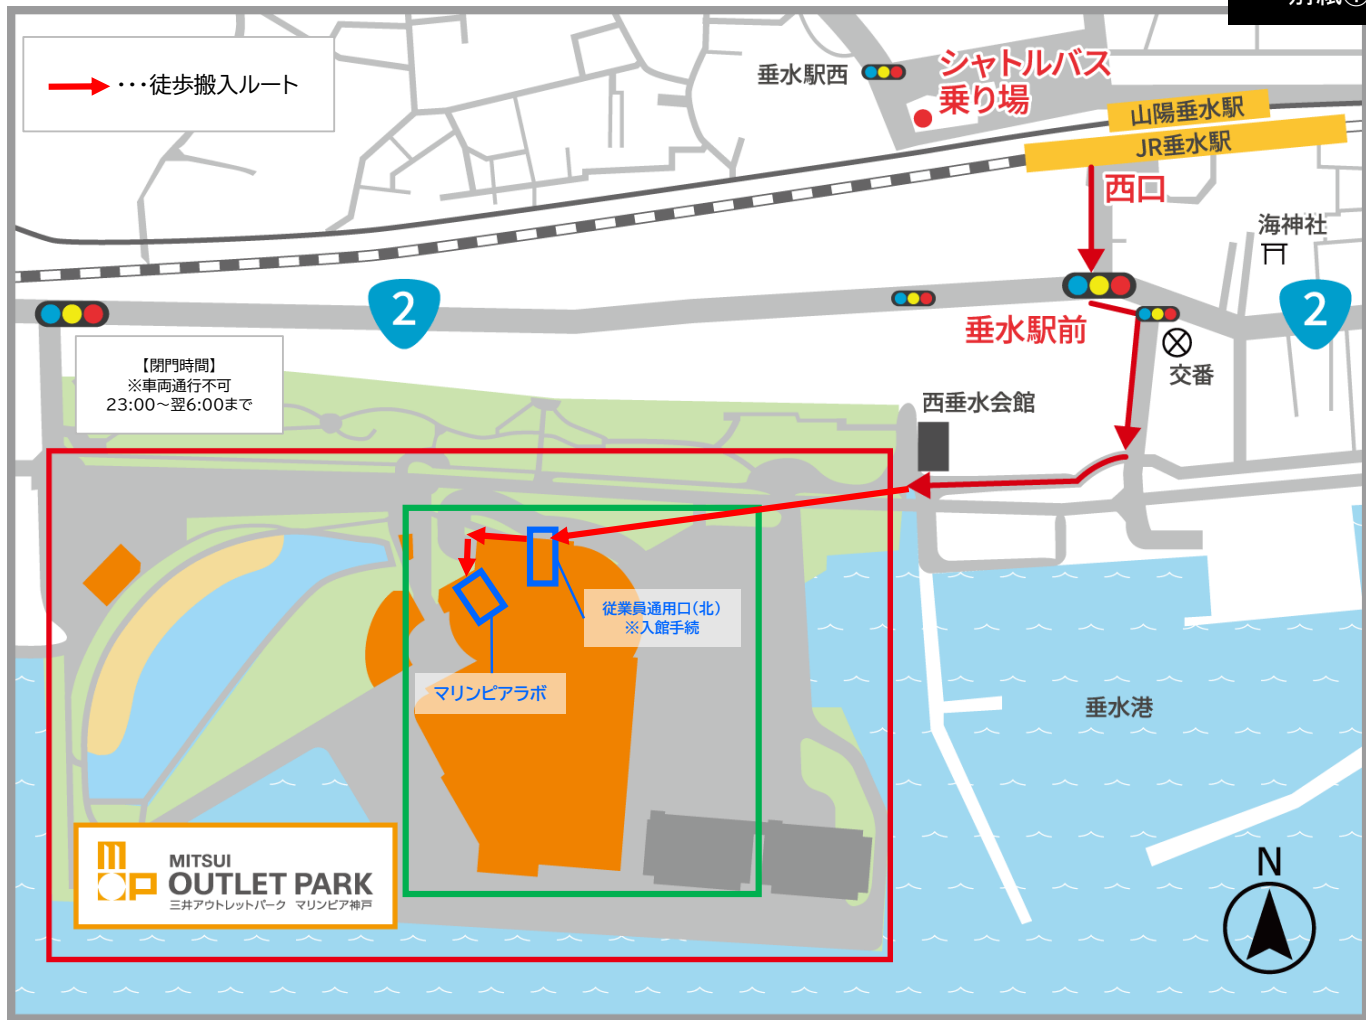 ・・・徒歩搬入ルート
垂水駅西
シャトルバス
乗り場
山陽垂水駅
JR垂水駅
西口
海神社
2
2
垂水駅前
交番
【閉門時間】
※車両通行不可
23:00～翌6:00まで
西垂水会館
従業員通用口(北)
※入館手続
マリンピアラボ
垂水港
MITSUI
OUTLET PARK
三井アウトレットパーク マリンピア神戸
N